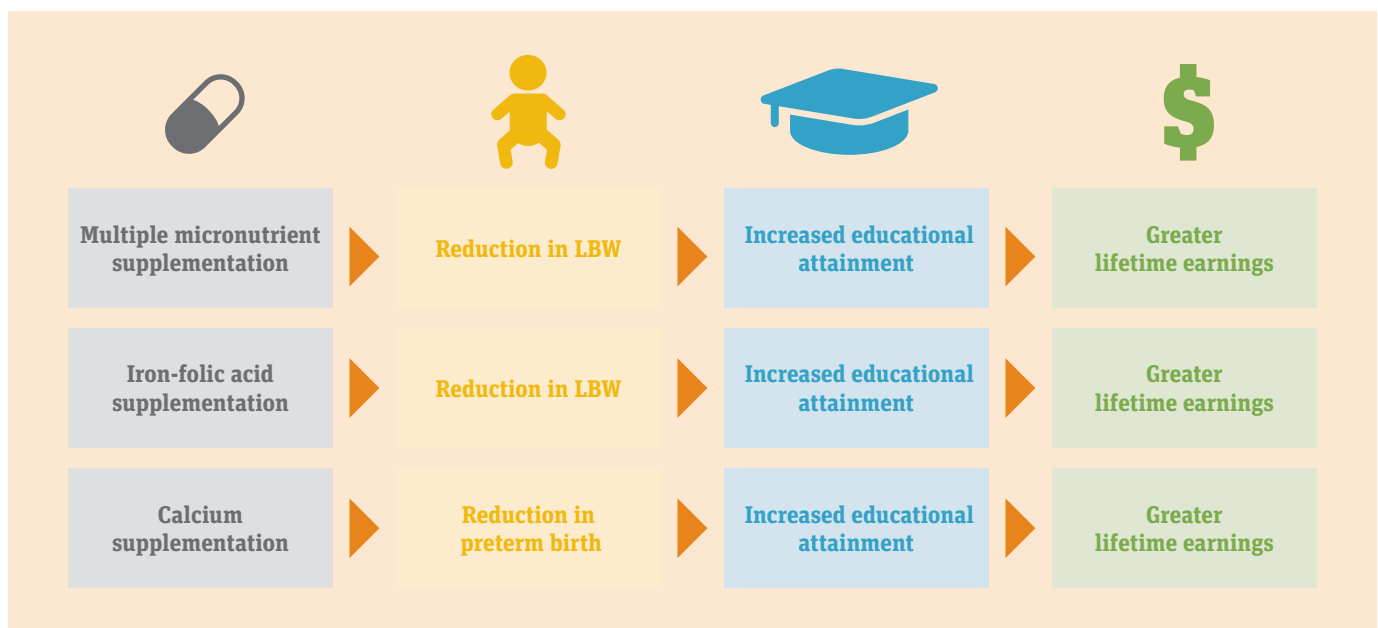 Multiple micronutrient
supplementation
Reduction in LBW
Increased educational
attainment
Greater
lifetime earnings
Iron-folic acid
supplementation
Reduction in LBW
Increased educational
attainment
Greater
lifetime earnings
Calcium
supplementation
Reduction in
preterm birth
Increased educational
attainment
Greater
lifetime earnings